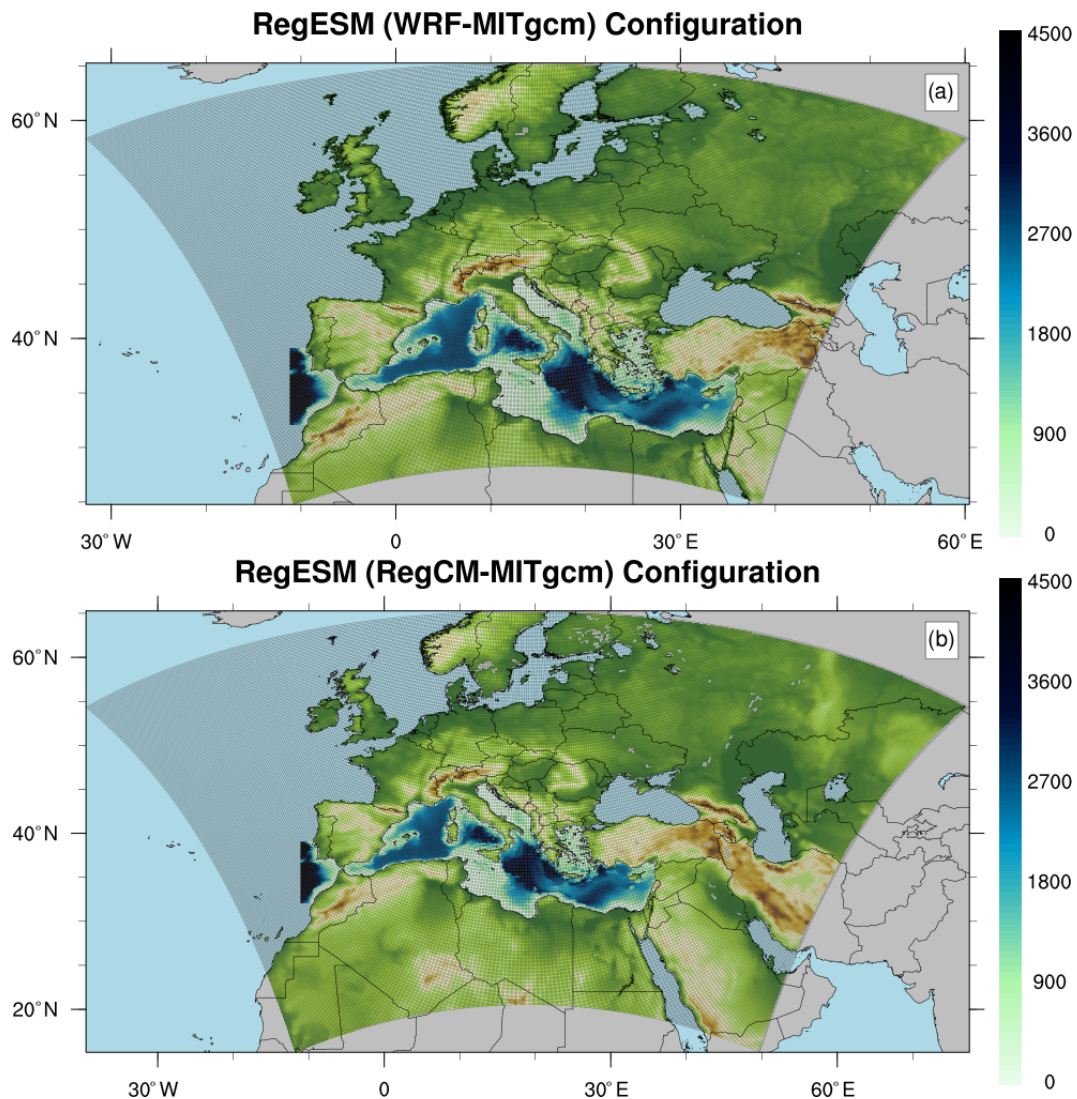 RegESM (WRF-MITgcm) Configuration
(a)
60°N
40°N
30°W 0 30°E 60°E
4500
3600
2700
1800
900
0
RegESM (RegCM-MITgcm) Configuration
(b)
60°N
40°N
20°N
30°W 0 30°E 60°E
4500
3600
2700
1800
900
0